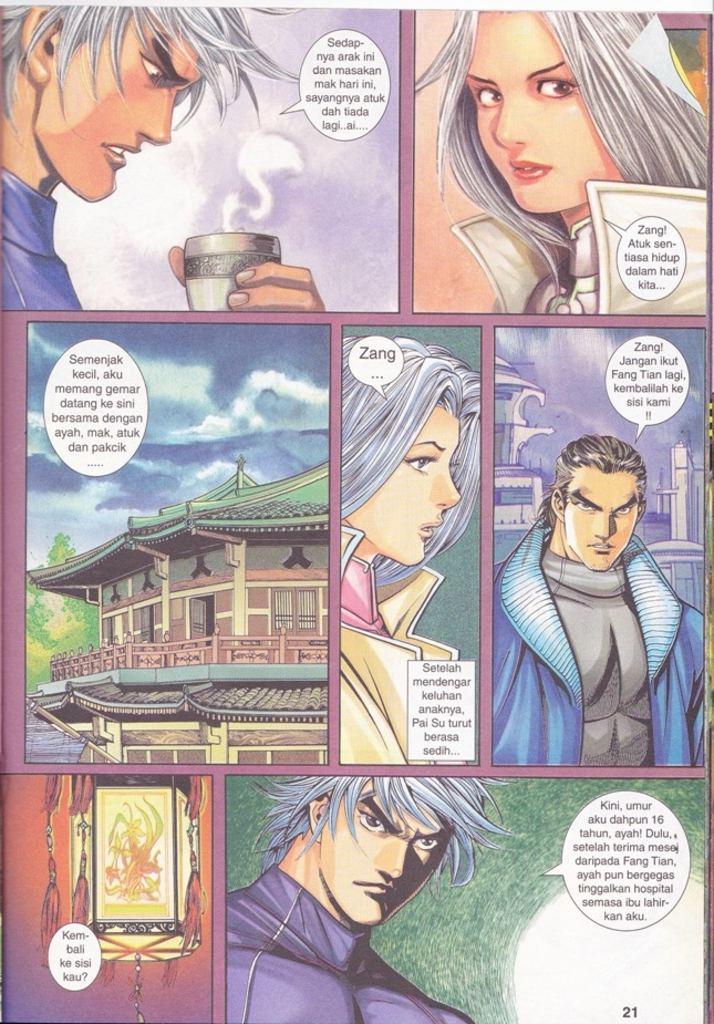 Sedap-
nya arak ini
dan masakan
mak hari ini,
sayangnya atuk
dah tiada
lagi..ai....
Zang!
Atuk sen-
tiasa hidup
dalam hati
kita...
Semenjak
kecil, aku
memang gemar
datang ke sini
bersama dengan
ayah, mak, atuk
dan pakcik
.....
Zang
...
Setelah
mendengar
keluhan
anaknya,
Pai Su turut
berasa
sedih...
Zang!
Jangan ikut
Fang Tian lagi,
kembalilah ke
sisi kami
!!
Kem-
bali
ke sisi
kau?
Kini, umur
aku dahpun 16
tahun, ayah! Dulu,
setelah terima mesej
daripada Fang Tian,
ayah pun bergegas
tinggalkan hospital
semasa ibu lahir-
kan aku.
21